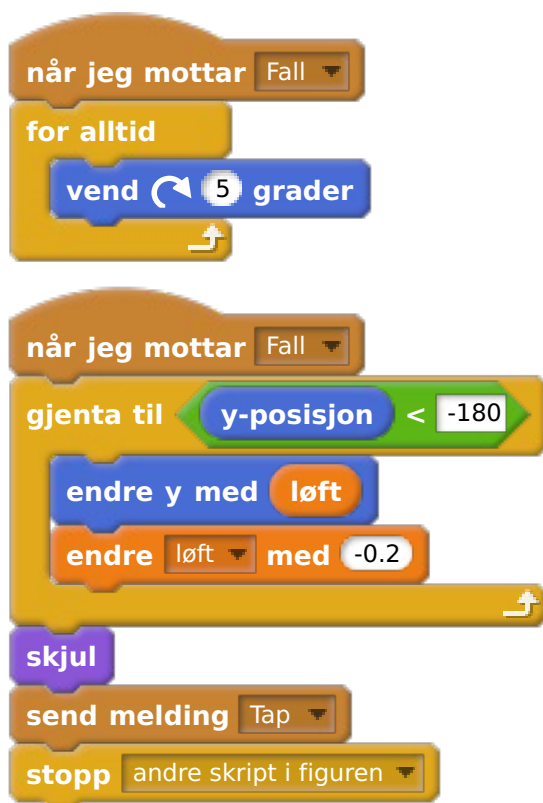 når jeg mottar Fall
for alltid
vend 5 grader
når jeg mottar Fall
gjenta til y-posisjon < -180
endre y med løft
endre løft med -0.2
skjul
send melding Tap
stopp andre skript i figuren